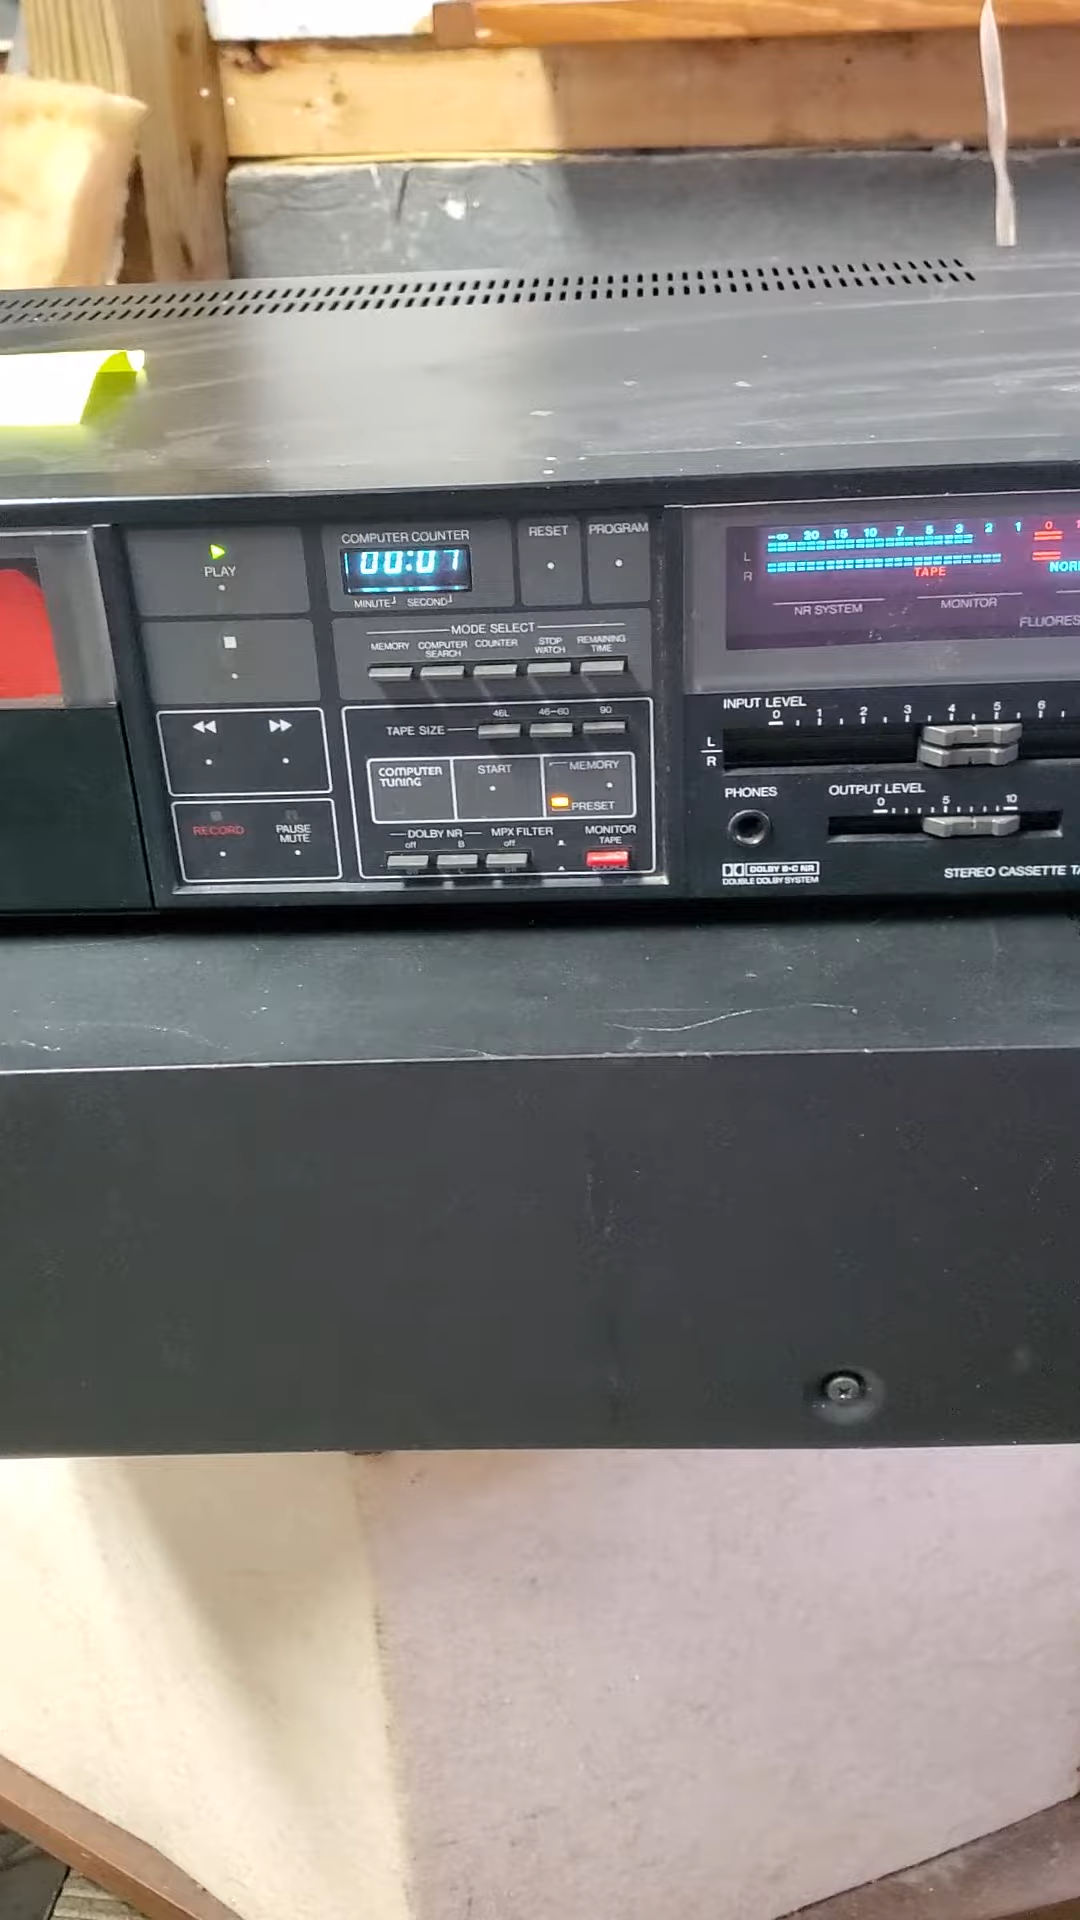 COMPUTER COUNTER
RESET
PROGRAM
00:07
MINUTE
SECOND
PLAY
MODE SELECT
MEMORY
COMPUTER SEARCH
COUNTER
STOP WATCH
REMAINING TIME
TAPE SIZE
46L
46-60
90
COMPUTER TUNING
START
MEMORY
PRESET
RECORD
PAUSE
MUTE
DOLBY NR
MPX FILTER
MONITOR
off
B
off
TAPE
-∞ 20 15 10 7 5 3 2 1 0
L
R
TAPE
NR SYSTEM
MONITOR
INPUT LEVEL
0 1 2 3 4 5 6
L
R
PHONES
OUTPUT LEVEL
0 5 10
DOLBY B-C NR
DOUBLE DOLBY SYSTEM
STEREO CASSETTE